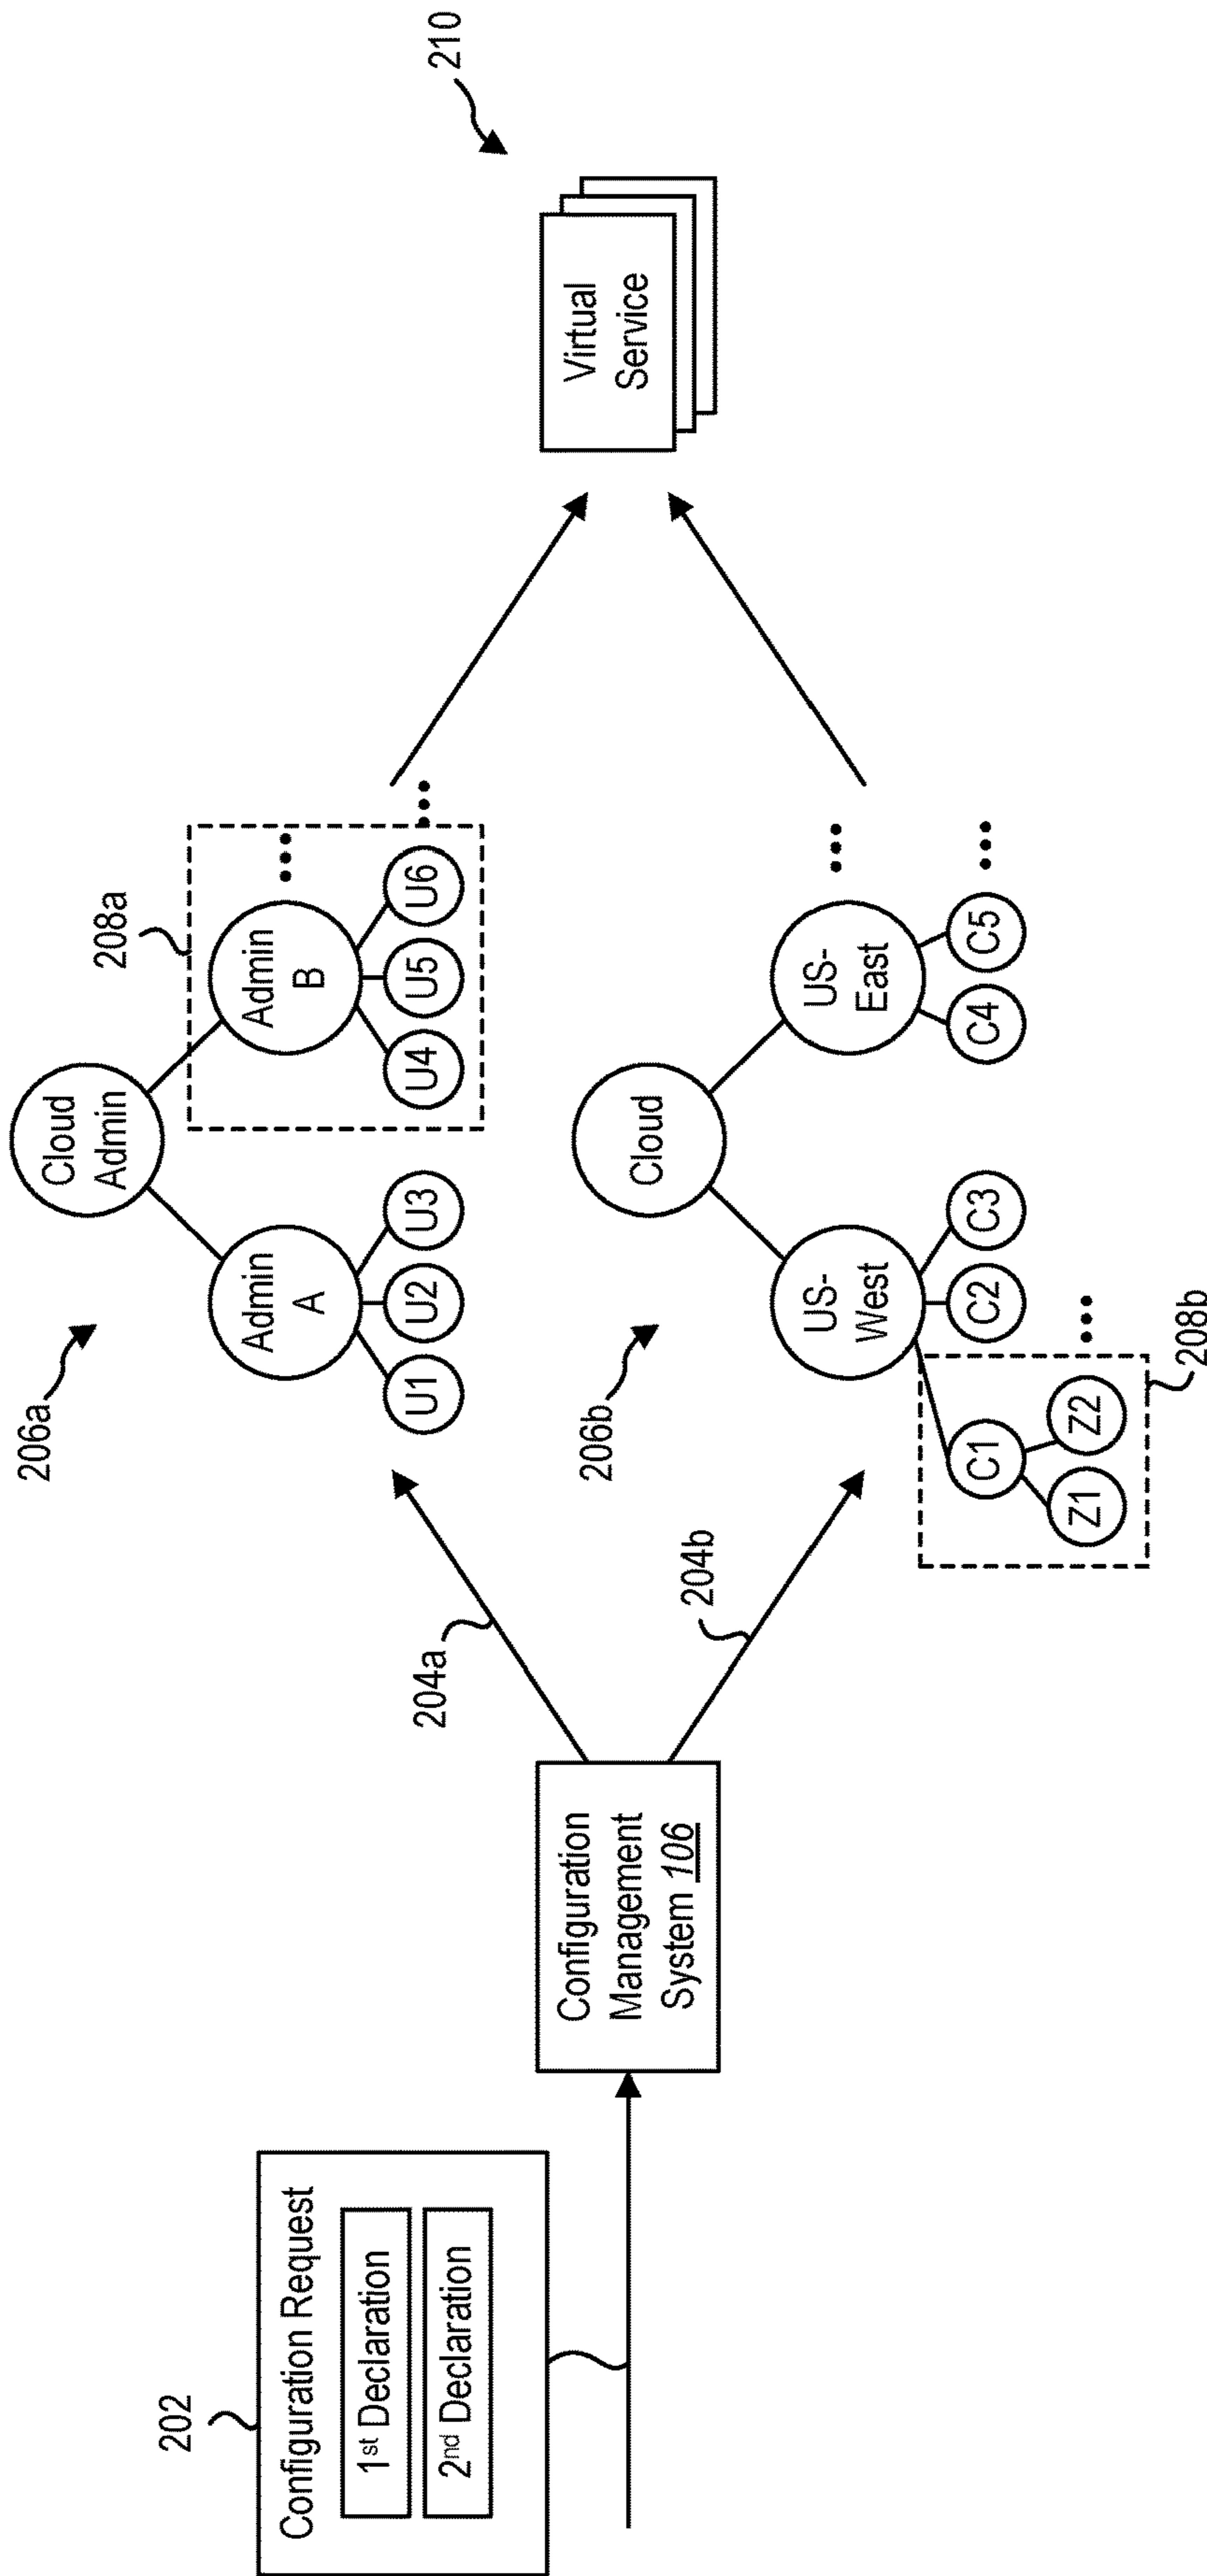 202
Configuration Request
1st Declaration
2nd Declaration
Configuration
Management
System 106
204a
204b
206a
Cloud
Admin
Admin
A
Admin
B
U1
U2
U3
U4
U5
U6
•••
•••
208a
206b
Cloud
US-
West
US-
East
•••
C1
C2
C3
C4
C5
•••
Z1
Z2
•••
208b
Virtual
Service
210